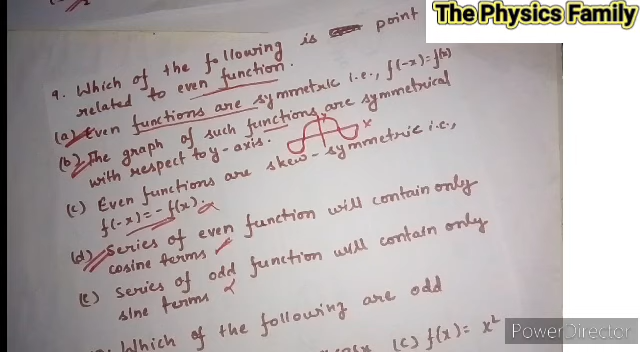 The Physics Family
9. Which of the following is point
related to even function.
(a) Even functions are symmetric i.e., f(-x)=f(x)
(b) The graph of such functions are symmetrical
with respect to y-axis.
x
(c) Even functions are skew-symmetric i.e.,
f(-x)=-f(x).
(d) Series of even function will contain only
cosine terms
(e) Series of odd function will contain only
sine terms
Which of the following are odd
(c) f(x) = x²
PowerDirector